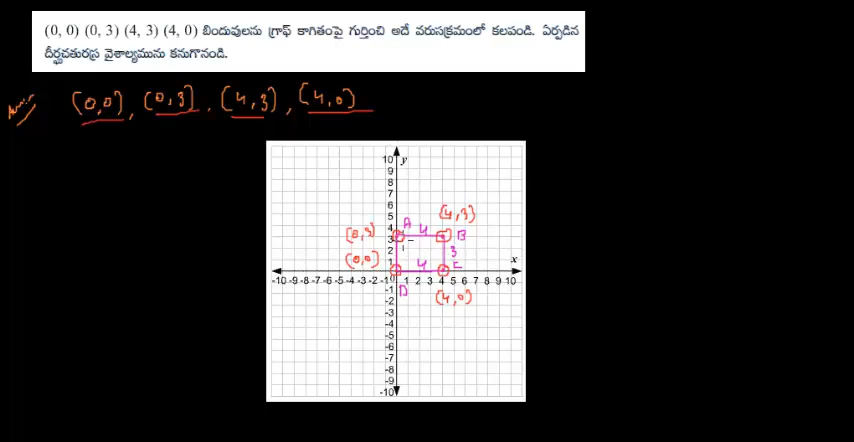 (0, 0) (0, 3) (4, 3) (4, 0) బిందువులను గ్రాఫ్ కాగితంపై గుర్తించి అదే వరుసక్రమంలో కలపండి. ఏర్పడిన
దీర్ఘచతురస్ర వైశాల్యమును కనుగొనండి.
(0,0), (0,3), (4,3), (4,0)
y
10
9
8
7
6
5 (4,3)
4 A 4
(0,3) 3 B
2 3
(0,0) 1 C x
-10 -9 -8 -7 -6 -5 -4 -3 -2 -1 0 1 2 3 4 5 6 7 8 9 10
4
-1 D
-2 (4,0)
-3
-4
-5
-6
-7
-8
-9
-10